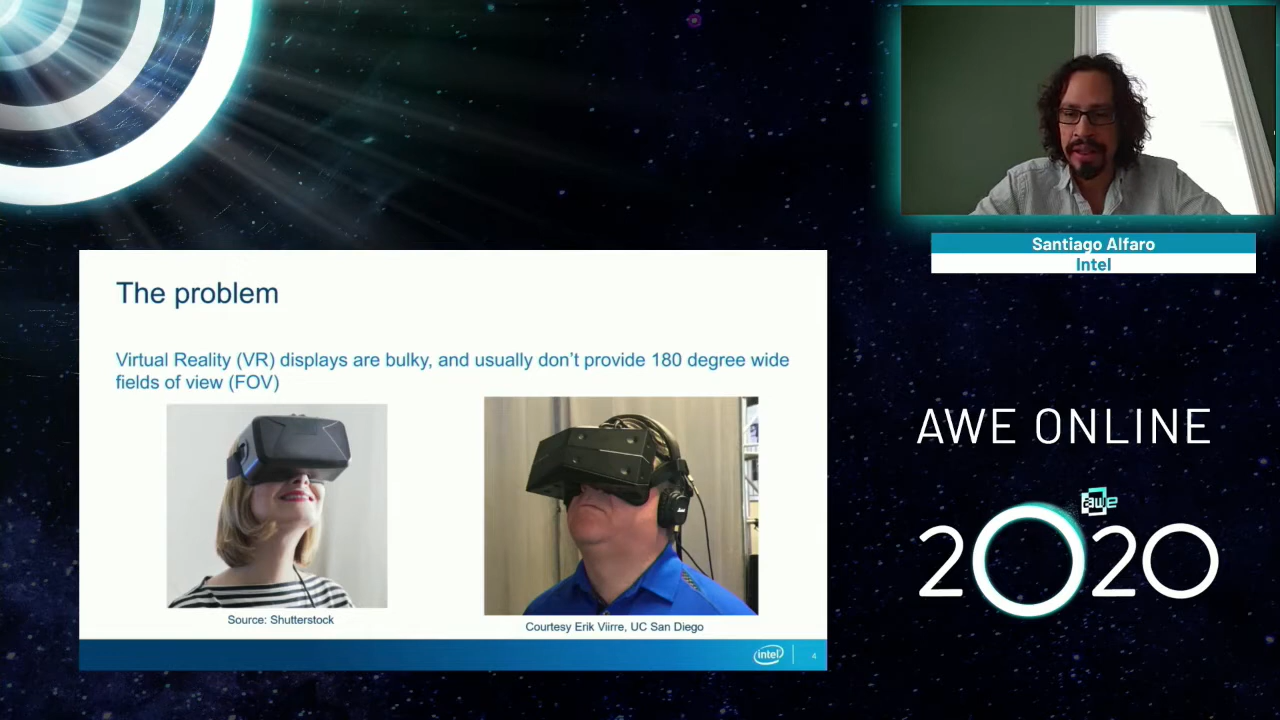 Santiago Alfaro
Intel
The problem
Virtual Reality (VR) displays are bulky, and usually don't provide 180 degree wide
fields of view (FOV)
Source: Shutterstock
Courtesy Erik Viirre, UC San Diego
intel
4
AWE ONLINE
awe
2020